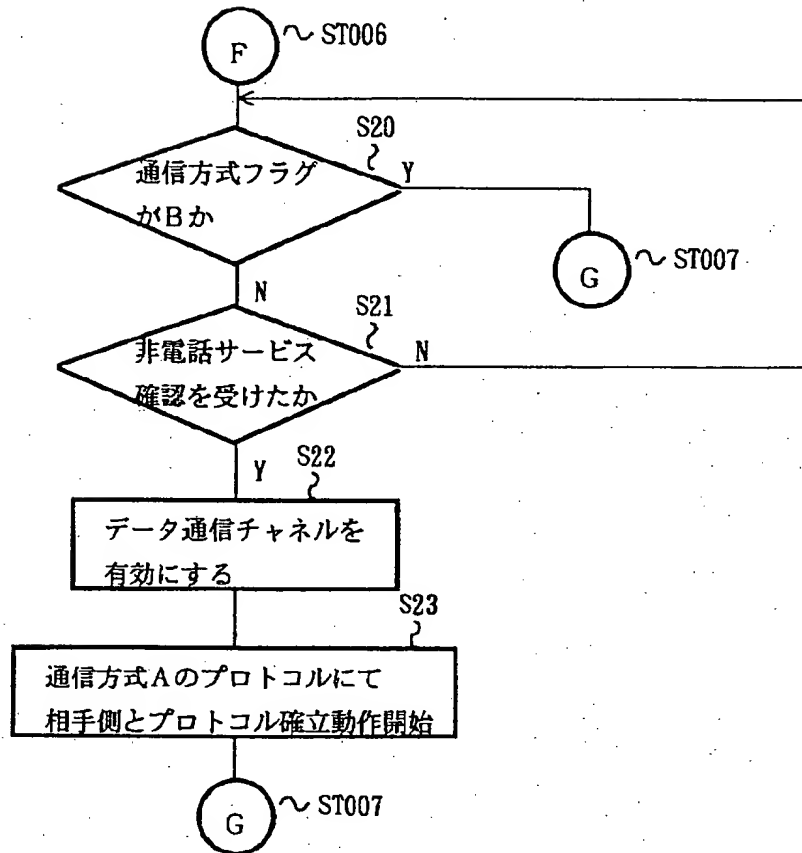 F
ST006
S20
通信方式フラグ
がBか
Y
G
ST007
N
S21
非電話サービス
確認を受けたか
N
Y
S22
データ通信チャネルを
有効にする
S23
通信方式Aのプロトコルにて
相手側とプロトコル確立動作開始
G
ST007